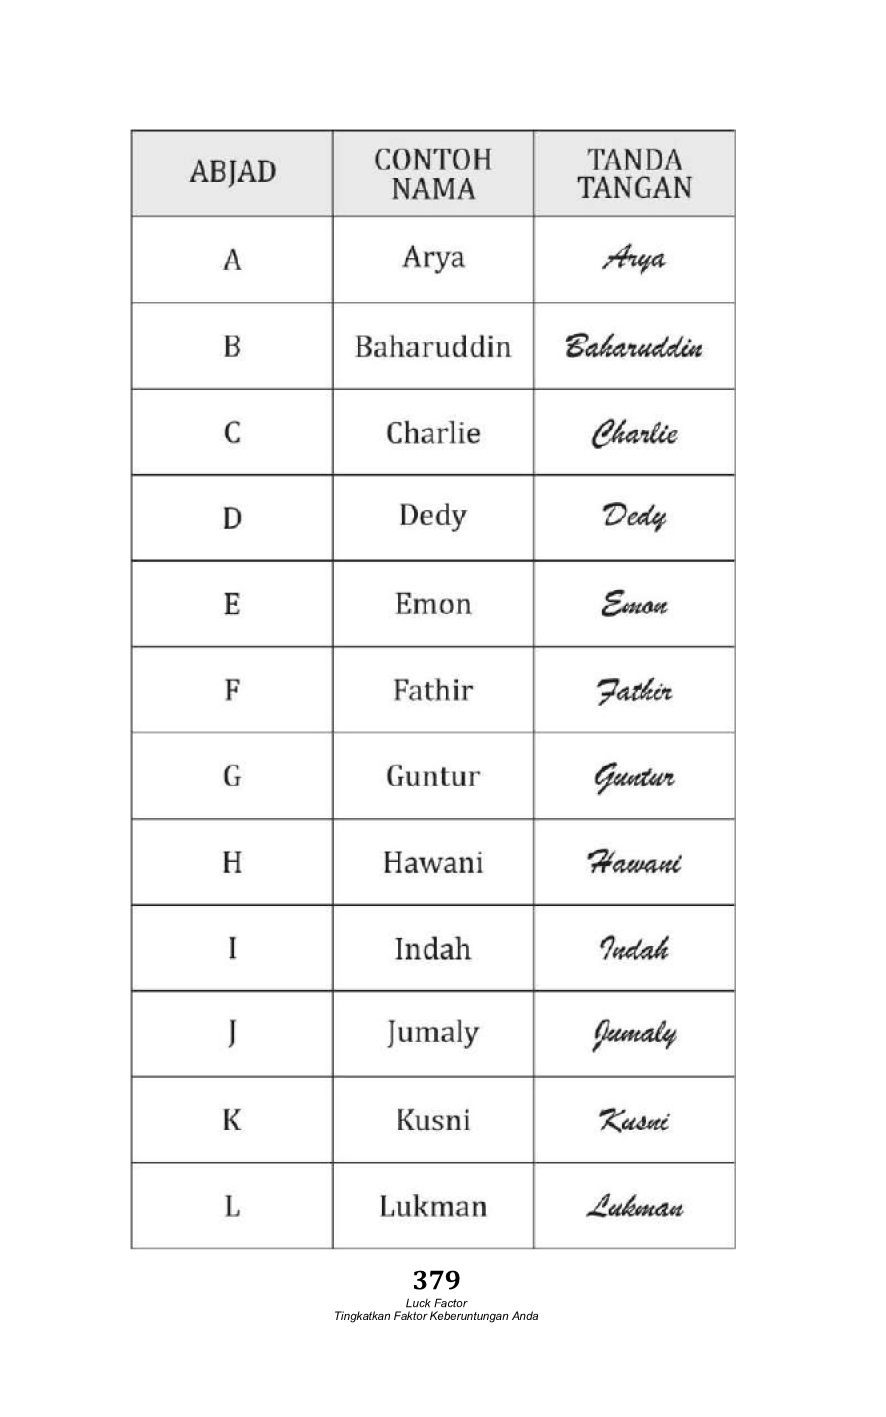 ABJAD CONTOH NAMA TANDA TANGAN
A Arya Arya
B Baharuddin Baharuddin
C Charlie Charlie
D Dedy Dedy
E Emon Emon
F Fathir Fathir
G Guntur Guntur
H Hawani Hawani
I Indah Indah
J Jumaly Jumaly
K Kusni Kusni
L Lukman Lukman
379
Luck Factor
Tingkatkan Faktor Keberuntungan Anda